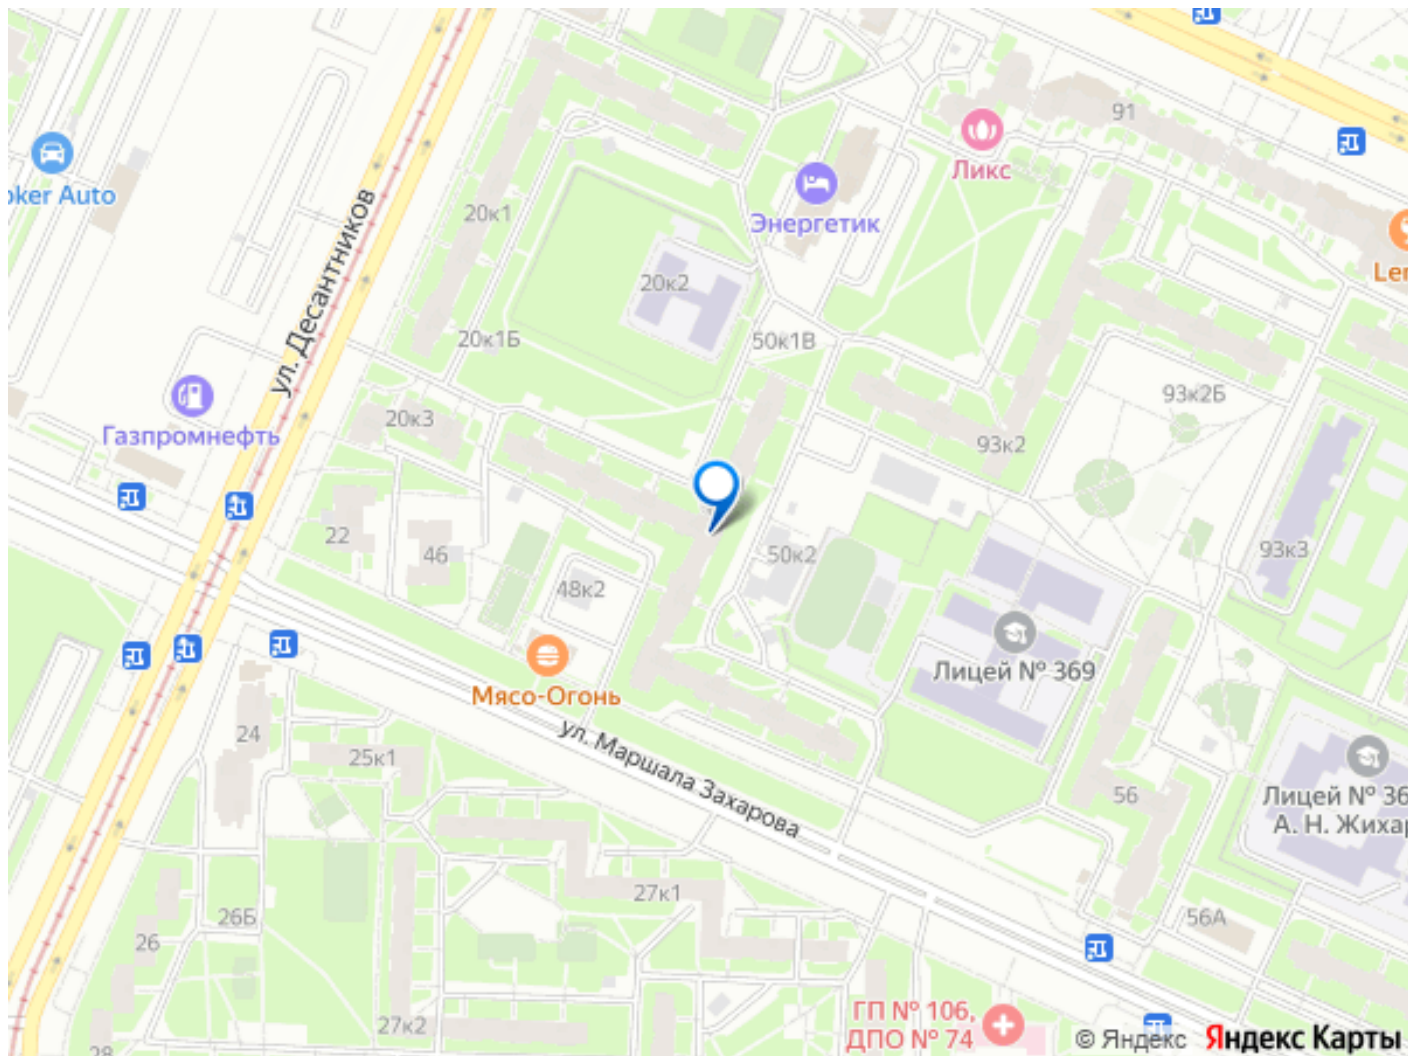 91
Ликс
oker Auto
Энергетик
20к1
ул. Десантников
Ler
20к2
20к1Б
50к1В
93к2Б
Газпромнефть
20к3
93к2
22
46
50к2
93к3
48к2
Лицей № 369
Мясо-Огонь
24
25к1
ул. Маршала Захарова
56
Лицей № 36
А. Н. Жихар
27к1
26Б
26
56А
27к2
28
ГП № 106,
ДПО № 74
© Яндекс Яндекс Карты